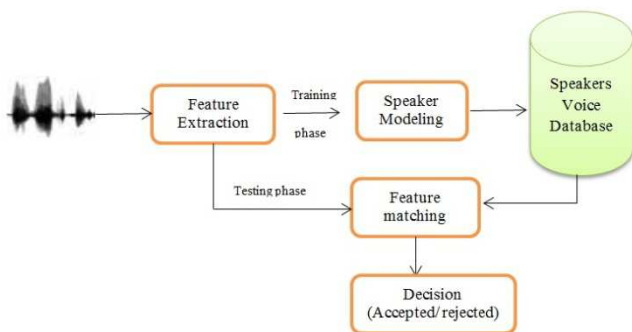 Feature
Extraction
Training
phase
Speaker
Modeling
Speakers
Voice
Database
Testing phase
Feature
matching
Decision
(Accepted/ rejected)